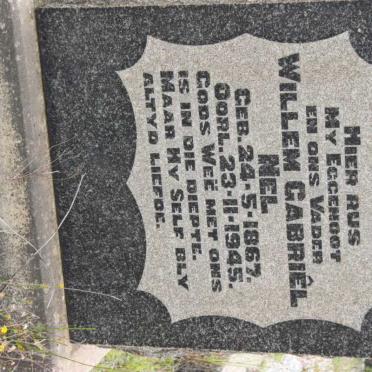 HIER RUS
MY EGGENOOT
EN ONS VADER
WILLEM GABRIËL
NEL
GEB. 24-5-1867.
OORL. 23-11-1945.
GODS WEË MET ONS
IS IN DIE DIEPTE.
MAAR HY SELF BLY
ALTYD LIEFDE.